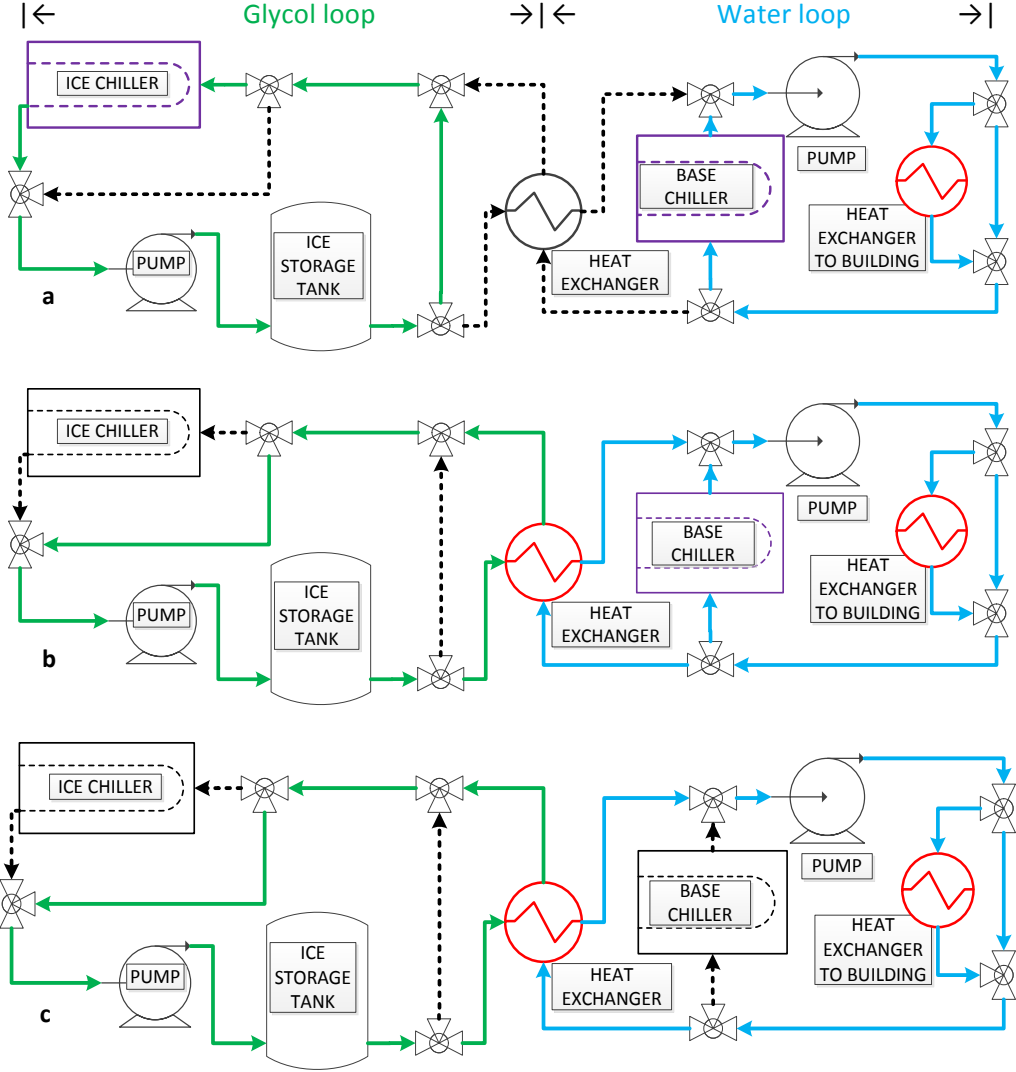 Glycol loop
Water loop
ICE CHILLER
PUMP
ICE
STORAGE
TANK
HEAT
EXCHANGER
BASE
CHILLER
PUMP
HEAT
EXCHANGER
TO BUILDING
a
ICE CHILLER
PUMP
ICE
STORAGE
TANK
HEAT
EXCHANGER
BASE
CHILLER
PUMP
HEAT
EXCHANGER
TO BUILDING
b
ICE CHILLER
PUMP
ICE
STORAGE
TANK
HEAT
EXCHANGER
BASE
CHILLER
PUMP
HEAT
EXCHANGER
TO BUILDING
c